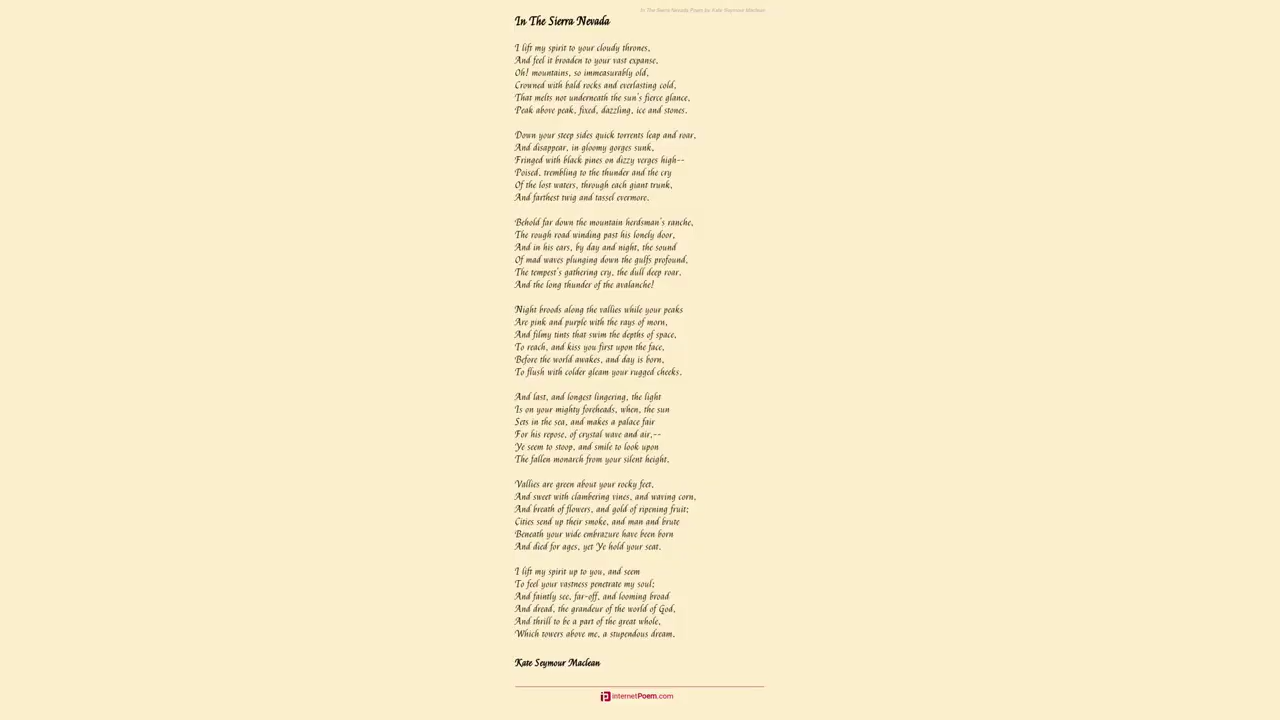 In The Sierra Nevada Poem by Kate Seymour Maclean
In The Sierra Nevada
I lift my spirit to your cloudy thrones,
And feel it broaden to your vast expanse,
Oh! mountains, so immeasurably old,
Crowned with bald rocks and everlasting cold,
That melts not underneath the sun's fierce glance,
Peak above peak, fixed, dazzling, ice and stones.
Down your steep sides quick torrents leap and roar,
And disappear, in gloomy gorges sunk,
Fringed with black pines on dizzy verges high--
Poised, trembling to the thunder and the cry
Of the lost waters, through each giant trunk,
And farthest twig and tassel evermore.
Behold far down the mountain herdsman's ranche,
The rough road winding past his lonely door,
And in his ears, by day and night, the sound
Of mad waves plunging down the gulfs profound,
The tempest's gathering cry, the dull deep roar,
And the long thunder of the avalanche!
Night broods along the vallies while your peaks
Are pink and purple with the rays of morn,
And filmy tints that swim the depths of space,
To reach, and kiss you first upon the face,
Before the world awakes, and day is born,
To flush with colder gleam your rugged cheeks.
And last, and longest lingering, the light
Is on your mighty foreheads, when, the sun
Sets in the sea, and makes a palace fair
For his repose, of crystal wave and air,--
Ye seem to stoop, and smile to look upon
The fallen monarch from your silent height.
Vallies are green about your rocky feet,
And sweet with clambering vines, and waving corn,
And breath of flowers, and gold of ripening fruit;
Cities send up their smoke, and man and brute
Beneath your wide embrazure have been born
And died for ages, yet Ye hold your seat.
I lift my spirit up to you, and seem
To feel your vastness penetrate my soul;
And faintly see, far-off, and looming broad
And dread, the grandeur of the world of God,
And thrill to be a part of the great whole,
Which towers above me, a stupendous dream.
Kate Seymour Maclean
internetPoem.com